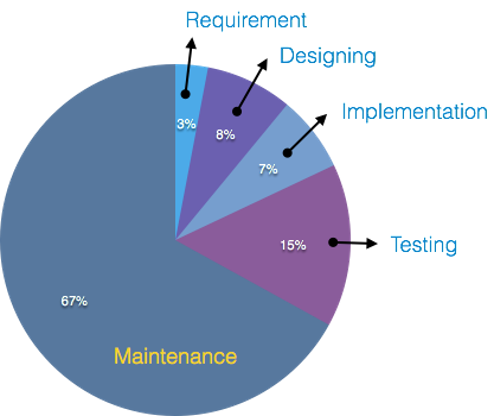 Requirement
Designing
Implementation
3%
8%
7%
15%
Testing
67%
Maintenance